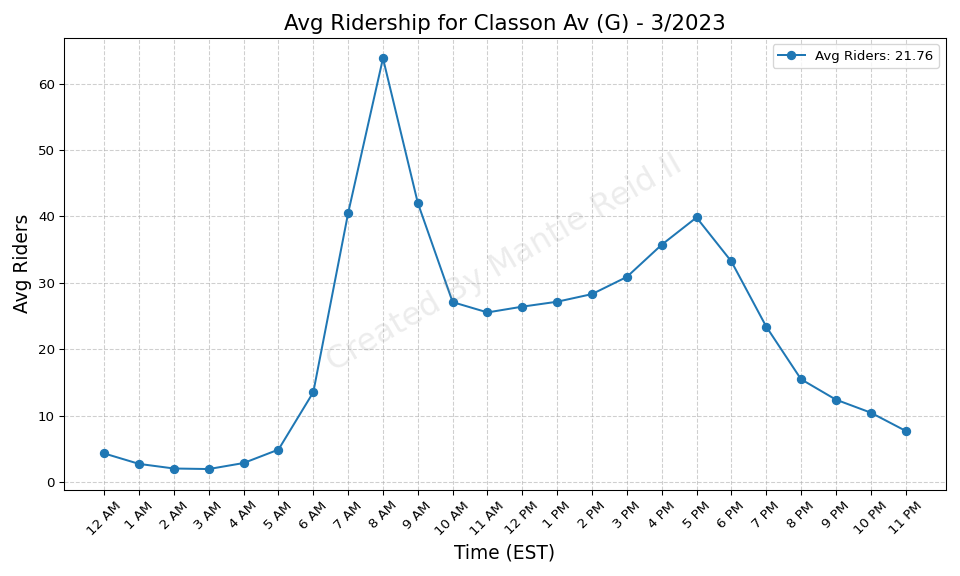 Avg Ridership for Classon Av (G) - 3/2023
Avg Riders: 21.76
Avg Riders
60
50
40
30
20
10
0
Created By Mantie Reid II
12 AM
1 AM
2 AM
3 AM
4 AM
5 AM
6 AM
7 AM
8 AM
9 AM
10 AM
11 AM
12 PM
1 PM
2 PM
3 PM
4 PM
5 PM
6 PM
7 PM
8 PM
9 PM
10 PM
11 PM
Time (EST)